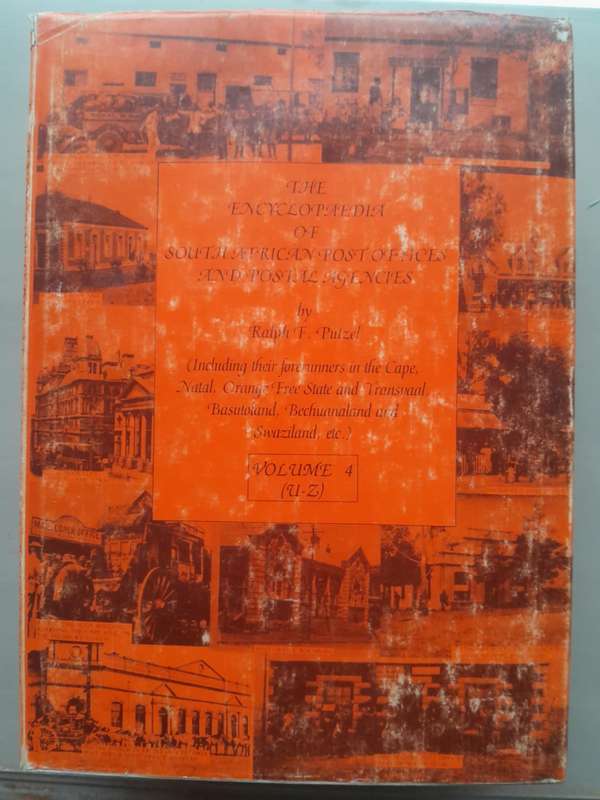 THE
ENCYCLOPAEDIA
OF
SOUTH AFRICAN POST OFFICES
AND POSTAL AGENCIES
by
Ralph F. Putzel
(Including their forerunners in the Cape,
Natal, Orange Free State and Transvaal,
Basutoland, Bechuanaland and
Swaziland, etc.)
VOLUME 4
(U-Z)